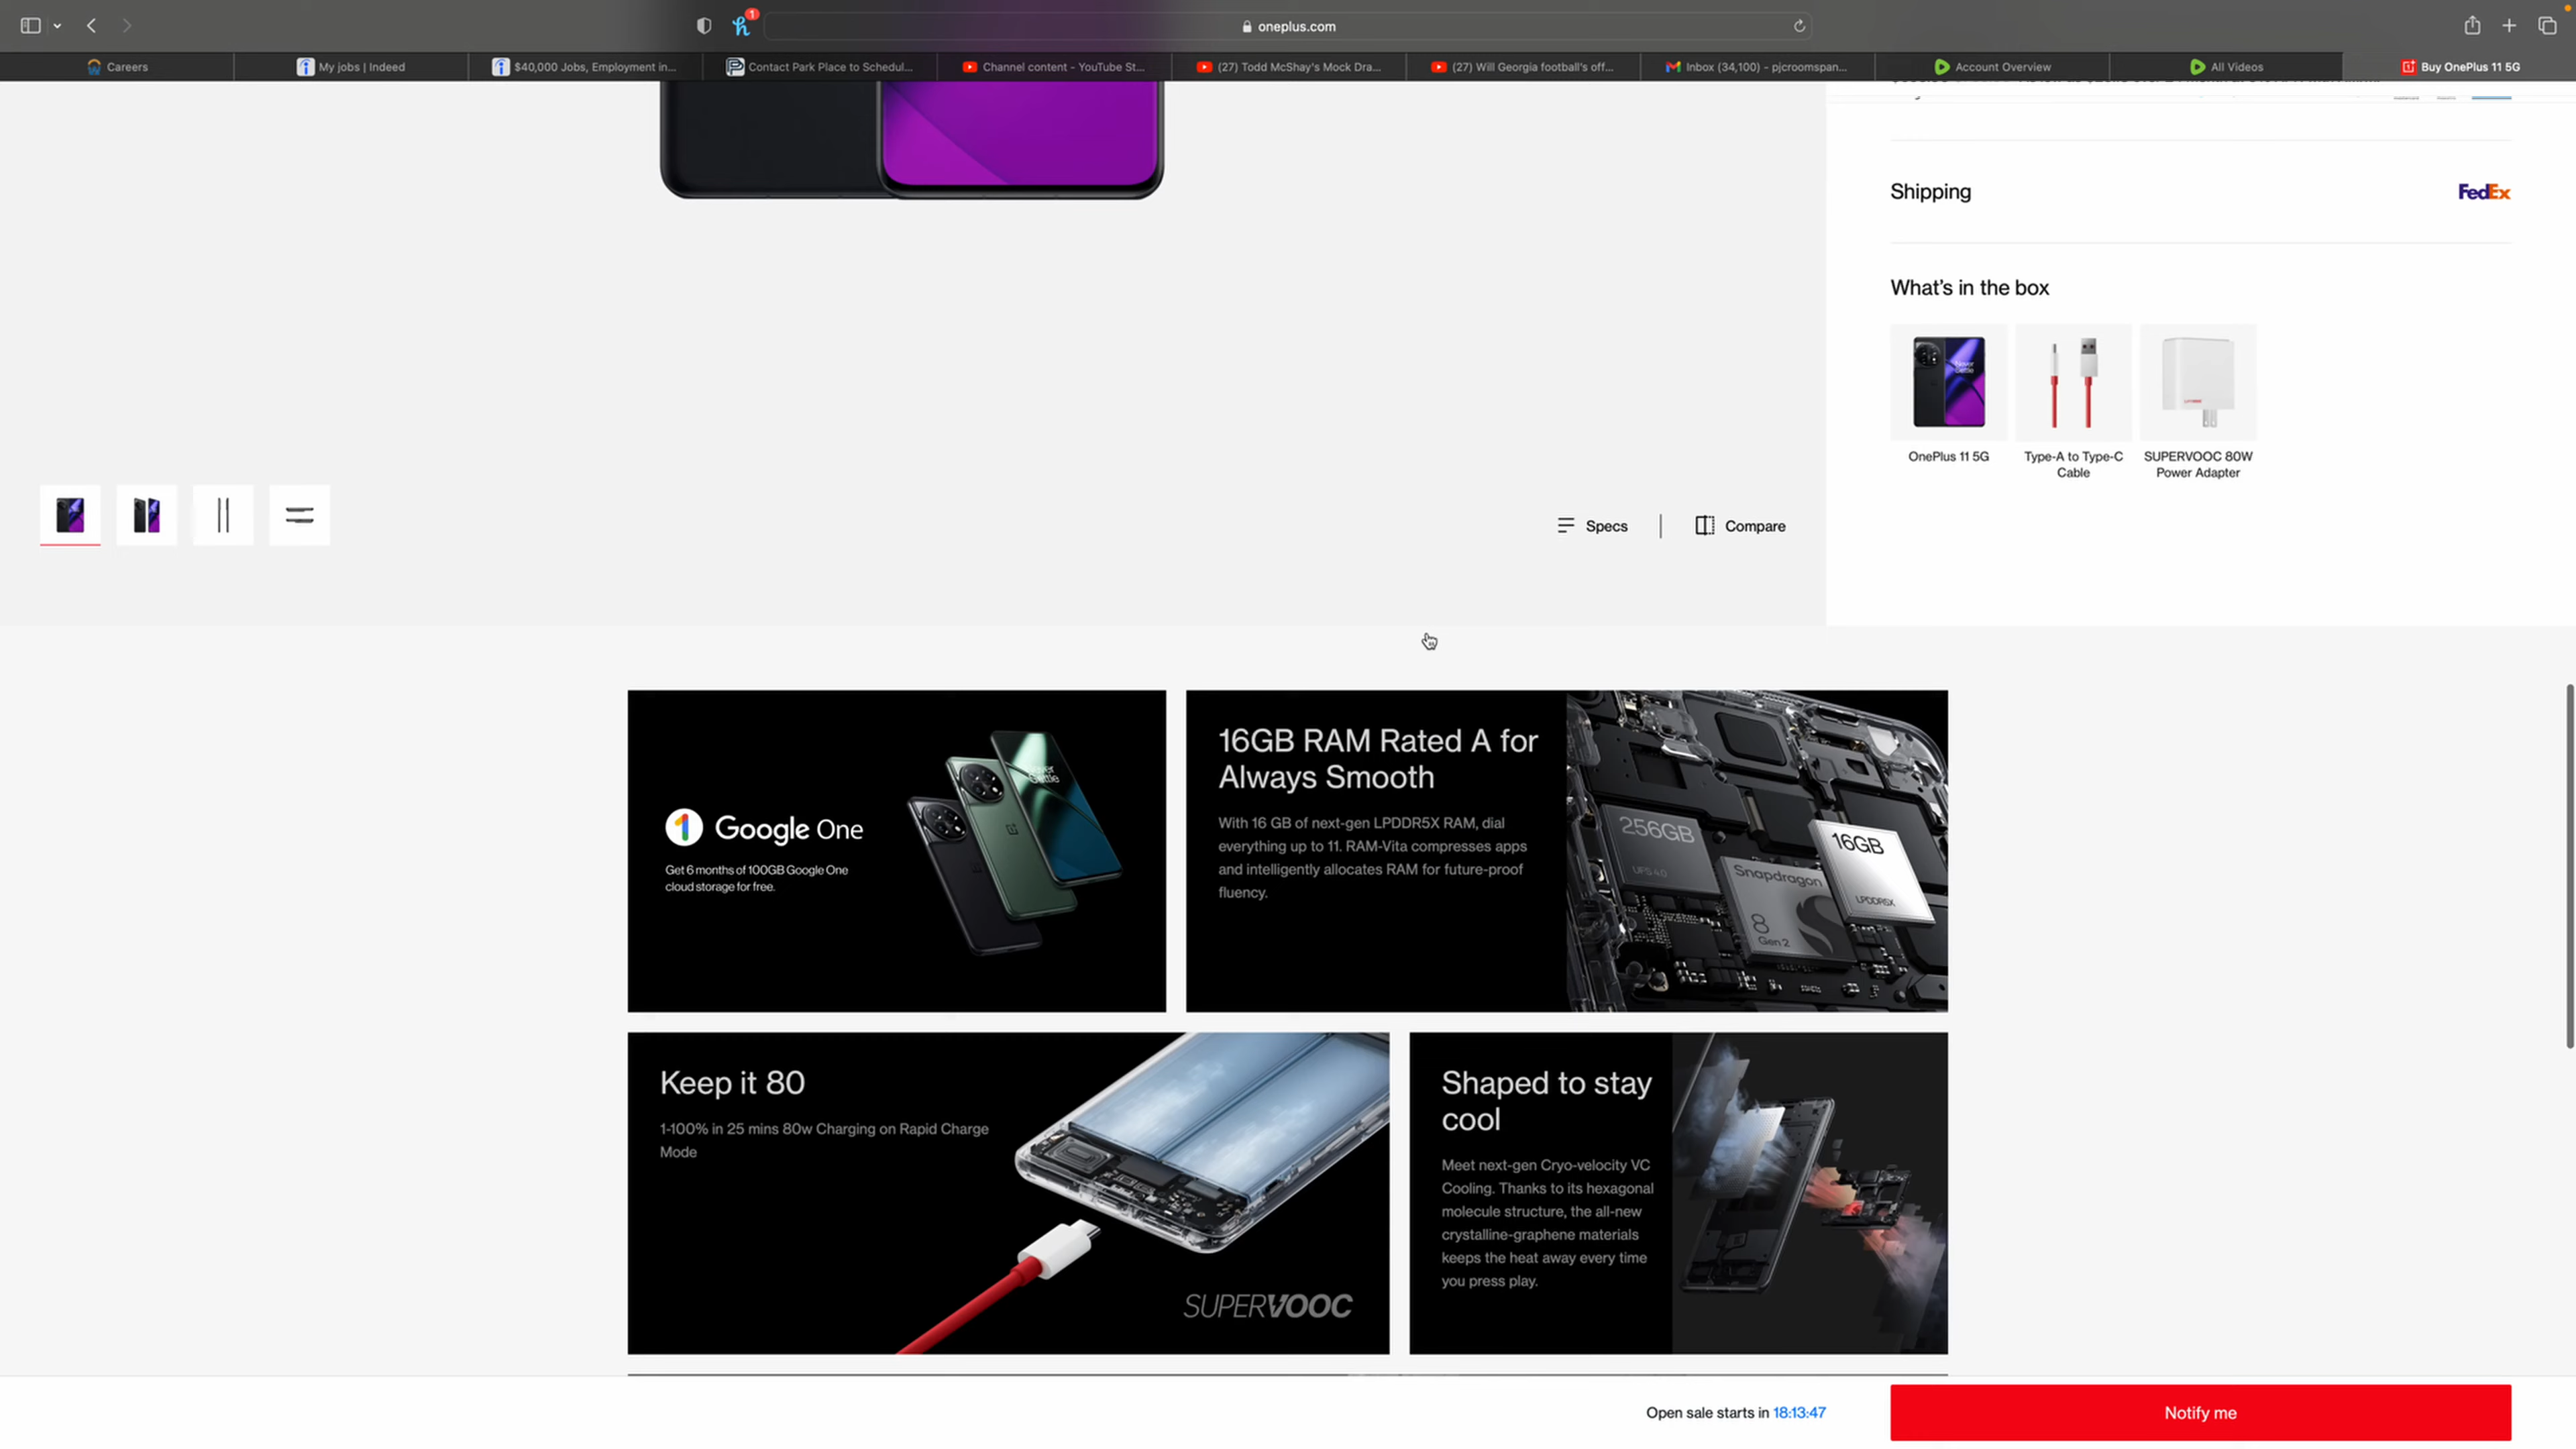 oneplus.com
1
Careers
My jobs | Indeed
$40,000 Jobs, Employment in...
Contact Park Place to Schedul...
Channel content - YouTube St...
(27) Todd McShay's Mock Dra...
(27) Will Georgia football's off...
Inbox (34,100) - pjcroomspan...
Account Overview
All Videos
Buy OnePlus 11 5G
Shipping
FedEx
What's in the box
OnePlus 11 5G
Type-A to Type-C
Cable
SUPERVOOC 80W
Power Adapter
Specs
Compare
Google One
Get 6 months of 100GB Google One
cloud storage for free.
16GB RAM Rated A for
Always Smooth
With 16 GB of next-gen LPDDR5X RAM, dial
everything up to 11. RAM-Vita compresses apps
and intelligently allocates RAM for future-proof
fluency.
256GB
UFS 4.0
16GB
LPDDR5X
Snapdragon
8
Gen 2
Keep it 80
1-100% in 25 mins 80w Charging on Rapid Charge
Mode
SUPERVOOC
Shaped to stay
cool
Meet next-gen Cryo-velocity VC
Cooling. Thanks to its hexagonal
molecule structure, the all-new
crystalline-graphene materials
keeps the heat away every time
you press play.
Open sale starts in 18:13:47
Notify me